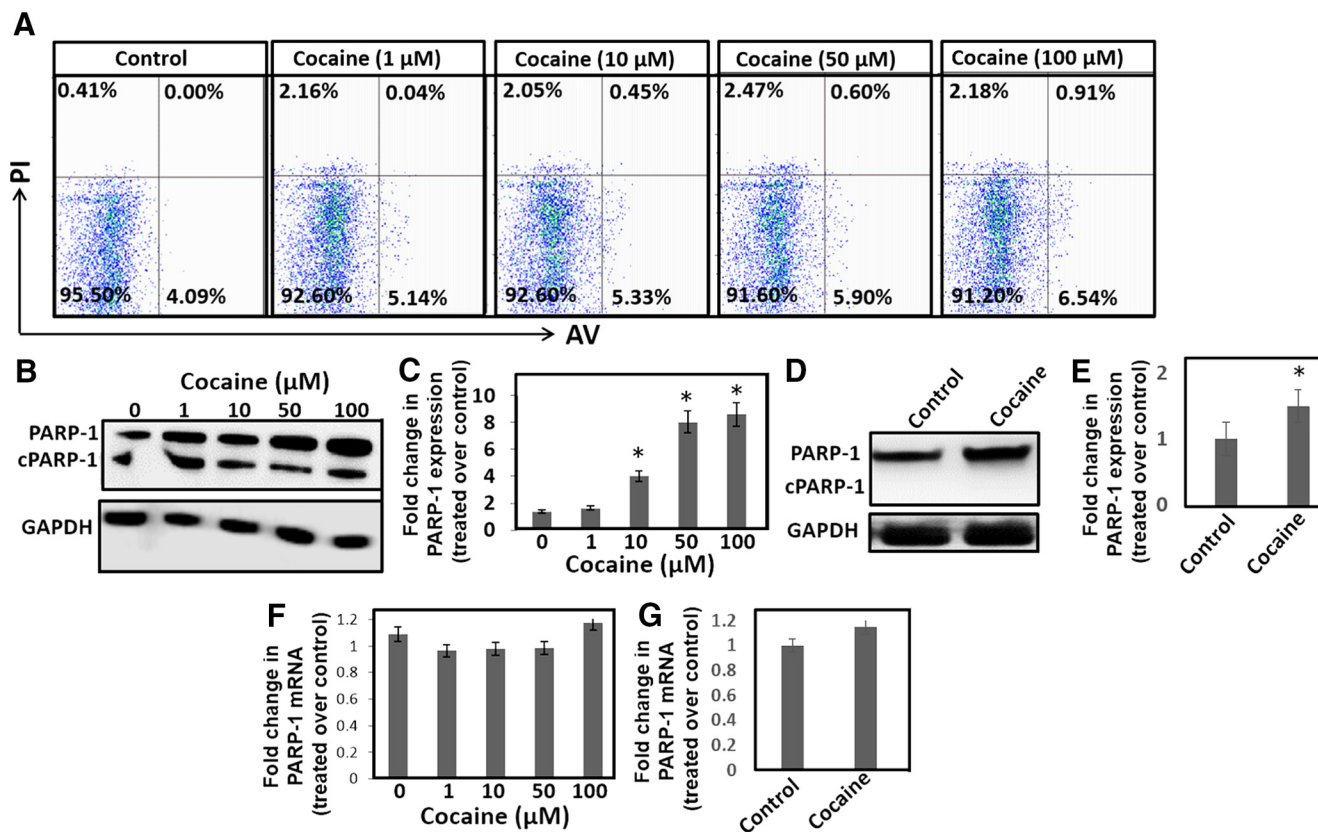 A
Control
Cocaine (1 µM)
Cocaine (10 µM)
Cocaine (50 µM)
Cocaine (100 µM)
0.41% 0.00%
2.16% 0.04%
2.05% 0.45%
2.47% 0.60%
2.18% 0.91%
PI
95.50% 4.09%
92.60% 5.14%
92.60% 5.33%
91.60% 5.90%
91.20% 6.54%
AV
B
Cocaine (µM)
0 1 10 50 100
PARP-1
cPARP-1
GAPDH
C
Fold change in
PARP-1 expression
(treated over control)
10
8
6
4
2
0
* * *
0 1 10 50 100
Cocaine (µM)
D
Control
Cocaine
PARP-1
cPARP-1
GAPDH
E
Fold change in
PARP-1 expression
(treated over control)
2
1
0
*
Control
Cocaine
F
Fold change in
PARP-1 mRNA
(treated over control)
1.2
1
0.8
0.6
0.4
0.2
0
0 1 10 50 100
Cocaine (µM)
G
Fold change in
PARP-1 mRNA
(treated over control)
1.2
1
0.8
0.6
0.4
0.2
0
Control
Cocaine